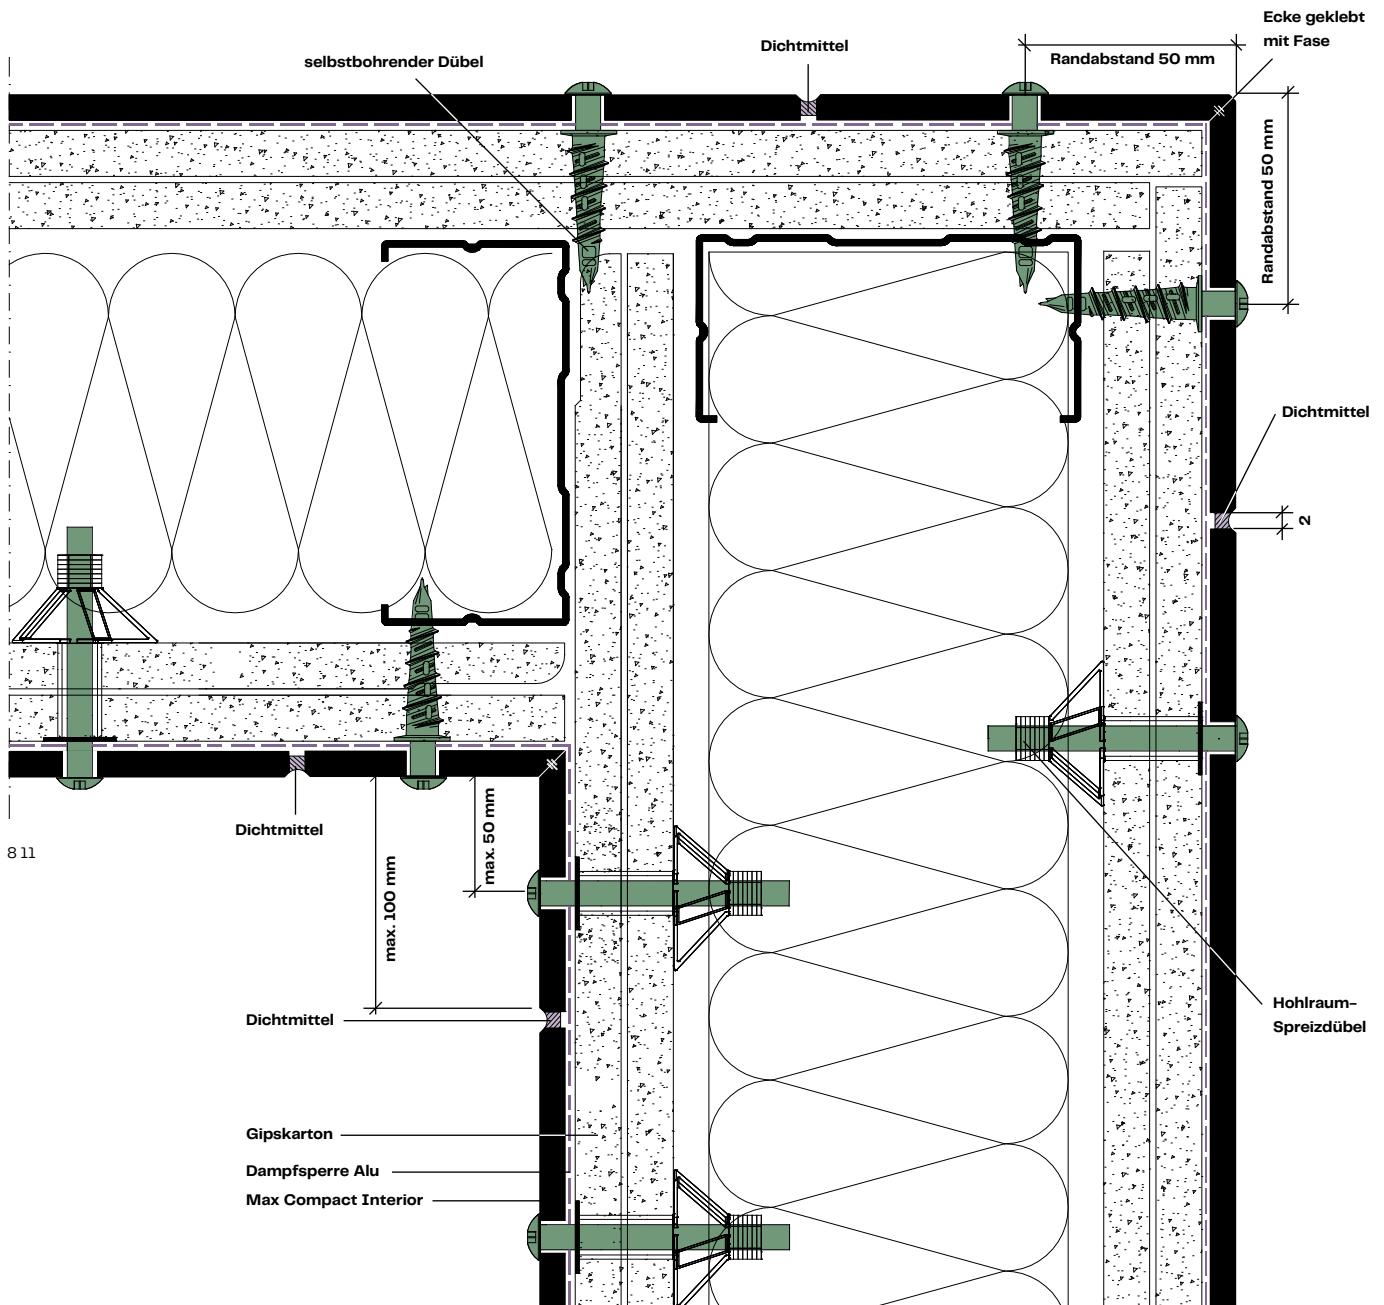 Ecke geklebt
mit Fase
Dichtmittel
selbstbohrender Dübel
Randabstand 50 mm
Randabstand 50 mm
Dichtmittel
2
Dichtmittel
max. 50 mm
8 11
max. 100 mm
Hohlraum-
Spreizdübel
Dichtmittel
Gipskarton
Dampfsperre Alu
Max Compact Interior